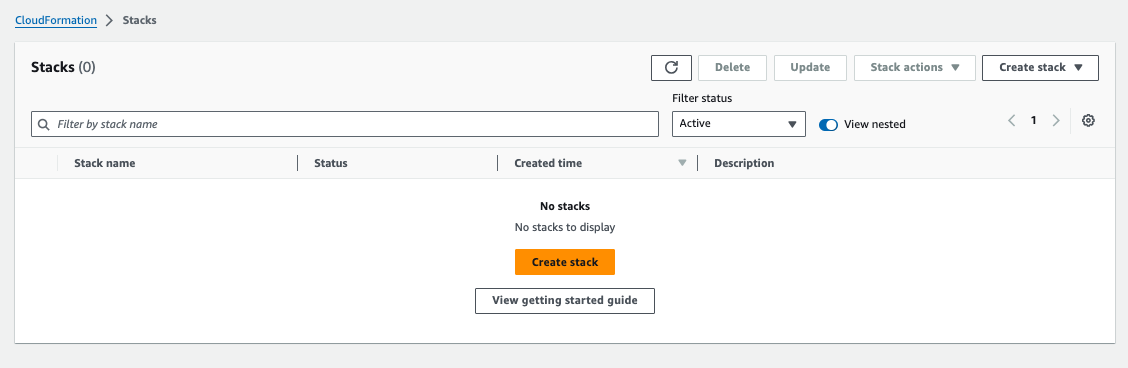 CloudFormation > Stacks
Stacks (0)
Delete
Update
Stack actions
Create stack
Filter status
Filter by stack name
Active
View nested
1
Stack name
Status
Created time
Description
No stacks
No stacks to display
Create stack
View getting started guide